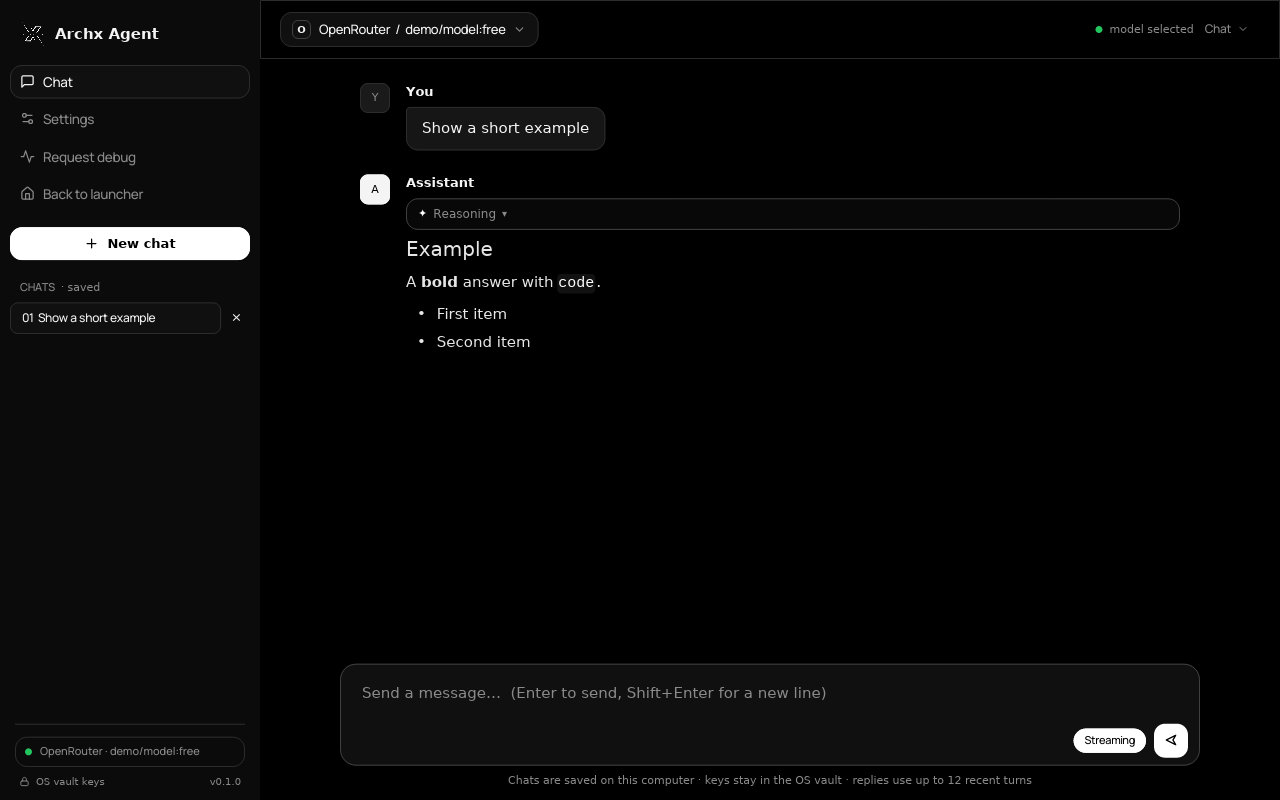 Archx Agent
Chat
Settings
Request debug
Back to launcher
+ New chat
CHATS · saved
01 Show a short example ×
OpenRouter · demo/model:free
OS vault keys v0.1.0
O OpenRouter / demo/model:free
model selected Chat
Y You
Show a short example
A Assistant
✦ Reasoning ▾
Example
A bold answer with code.
• First item
• Second item
Send a message... (Enter to send, Shift+Enter for a new line)
Streaming
Chats are saved on this computer · keys stay in the OS vault · replies use up to 12 recent turns